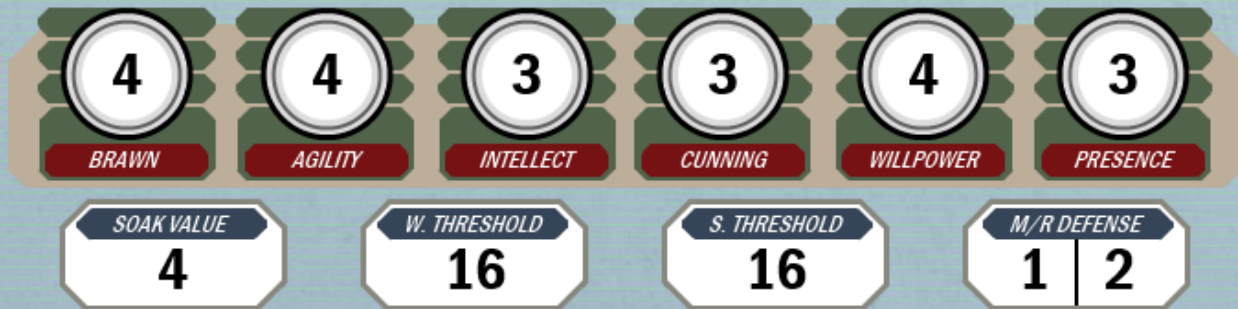 4 4 3 3 4 3
BRAWN AGILITY INTELLECT CUNNING WILLPOWER PRESENCE
SOAK VALUE W. THRESHOLD S. THRESHOLD M/R DEFENSE
4 16 16 1 2